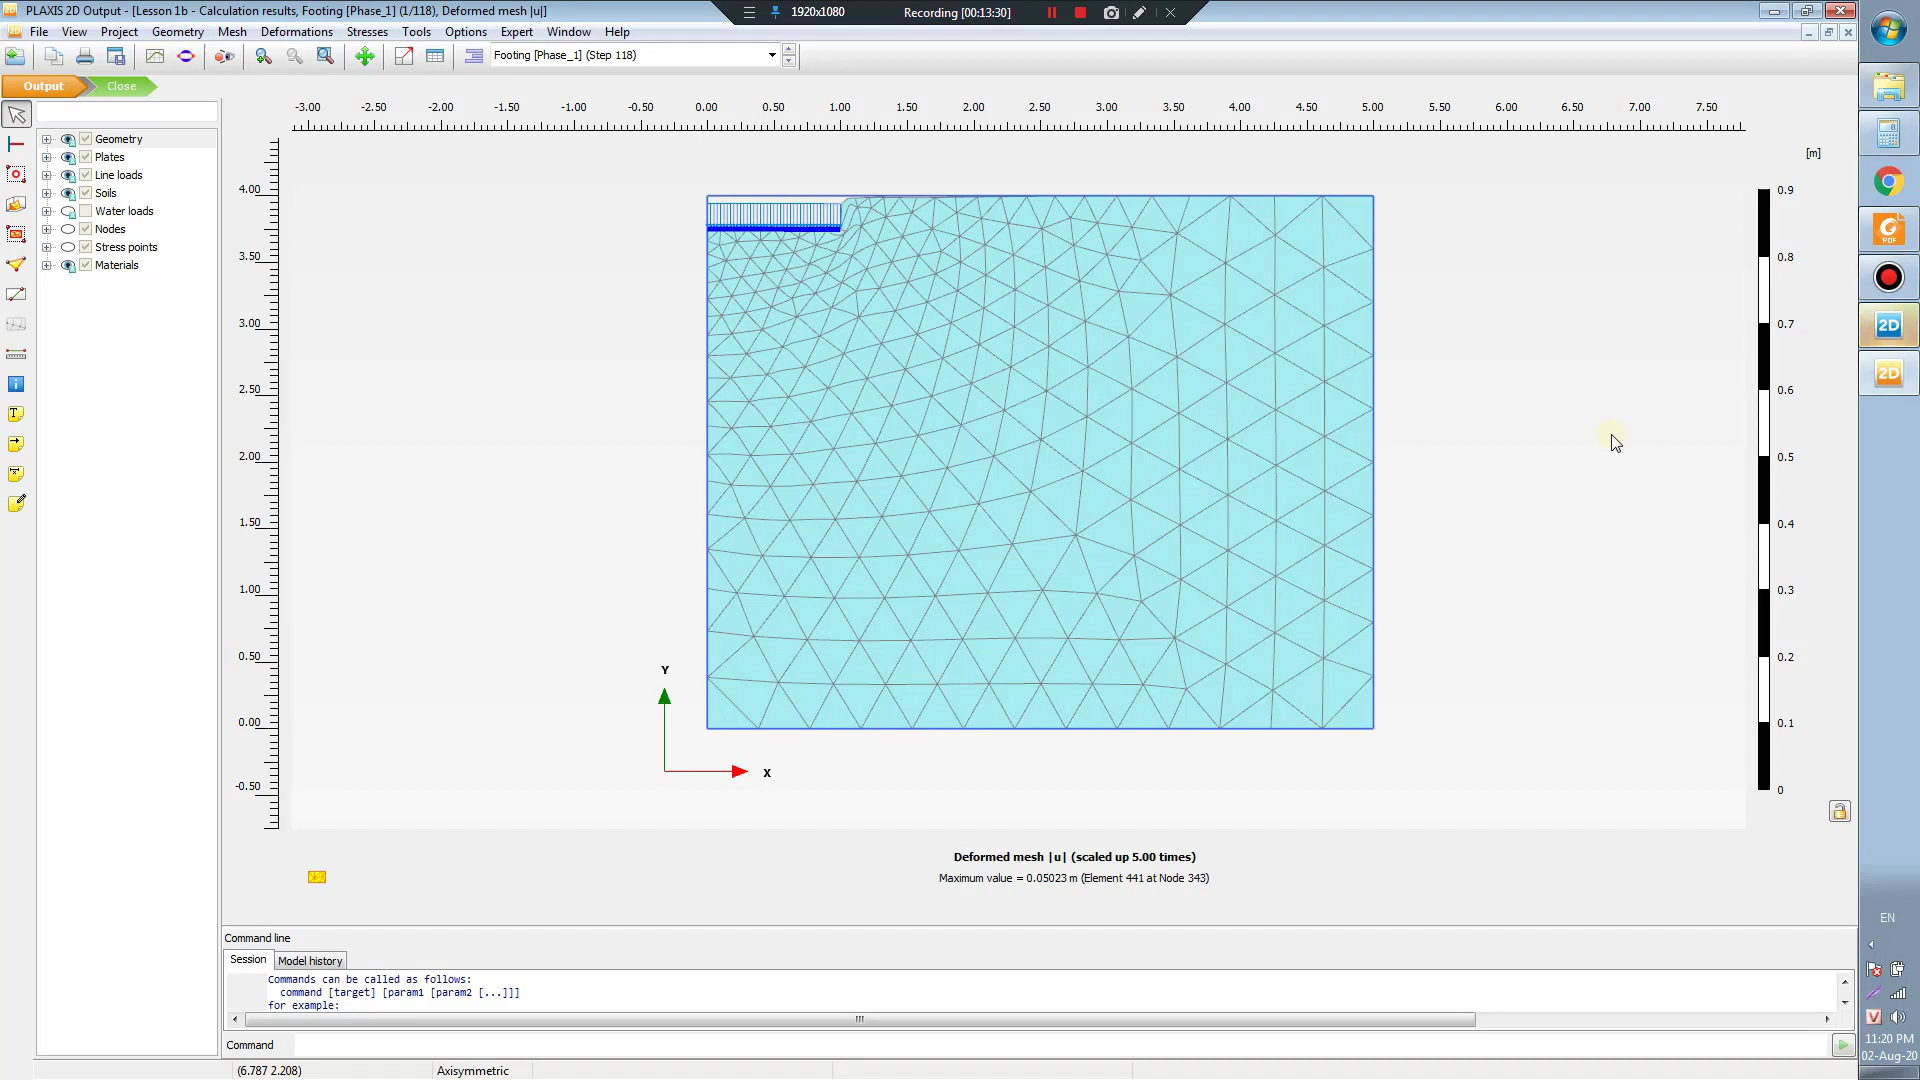 PLAXIS 2D Output - [Lesson 1b - Calculation results, Footing [Phase_1] (1/118), Deformed mesh |u|]
1920x1080
Recording [00:13:30]
File View Project Geometry Mesh Deformations Stresses Tools Options Expert Window Help
Footing [Phase_1] (Step 118)
Output Close
-3.00 -2.50 -2.00 -1.50 -1.00 -0.50 0.00 0.50 1.00 1.50 2.00 2.50 3.00 3.50 4.00 4.50 5.00 5.50 6.00 6.50 7.00 7.50
Geometry
Plates
Line loads
Soils
Water loads
Nodes
Stress points
Materials
4.00
3.50
3.00
2.50
2.00
1.50
1.00
0.50
0.00
-0.50
Y
X
[m]
0.9
0.8
0.7
0.6
0.5
0.4
0.3
0.2
0.1
0
Deformed mesh |u| (scaled up 5.00 times)
Maximum value = 0.05023 m (Element 441 at Node 343)
Command line
Session Model history
Commands can be called as follows:
command [target] [param1 [param2 [...]]]
for example:
Command
(6.787 2.208)
Axisymmetric
PDF
2D
2D
EN
11:20 PM
02-Aug-20